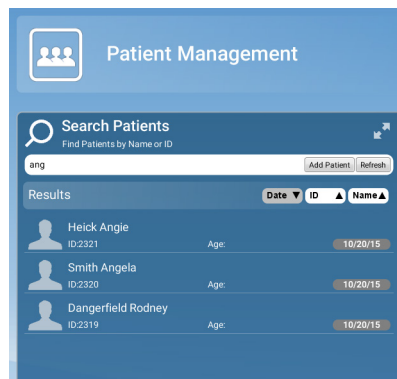 Patient Management
Search Patients
Find Patients by Name or ID
ang Add Patient Refresh
Results Date ▼ ID ▲ Name▲
Heick Angie
ID:2321 Age: 10/20/15
Smith Angela
ID:2320 Age: 10/20/15
Dangerfield Rodney
ID:2319 Age: 10/20/15